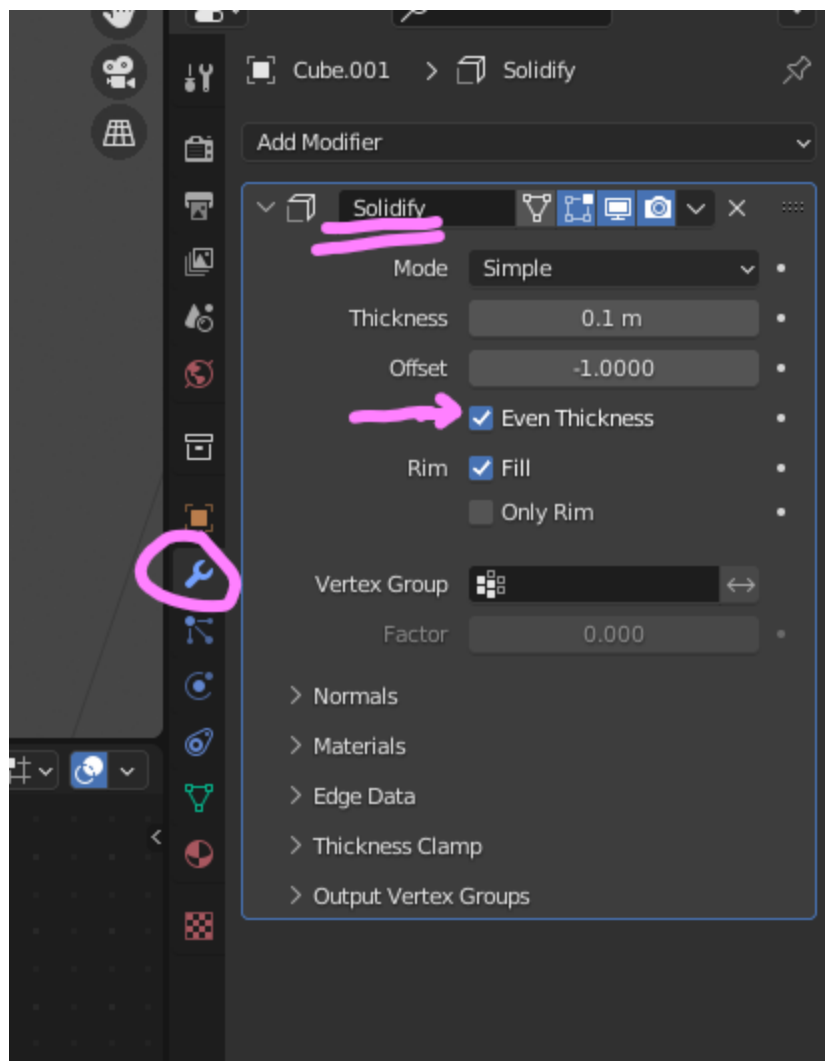 Cube.001 > Solidify
Add Modifier
Solidify
Mode Simple
Thickness 0.1 m
Offset -1.0000
Even Thickness
Rim Fill
Only Rim
Vertex Group
Factor 0.000
Normals
Materials
Edge Data
Thickness Clamp
Output Vertex Groups